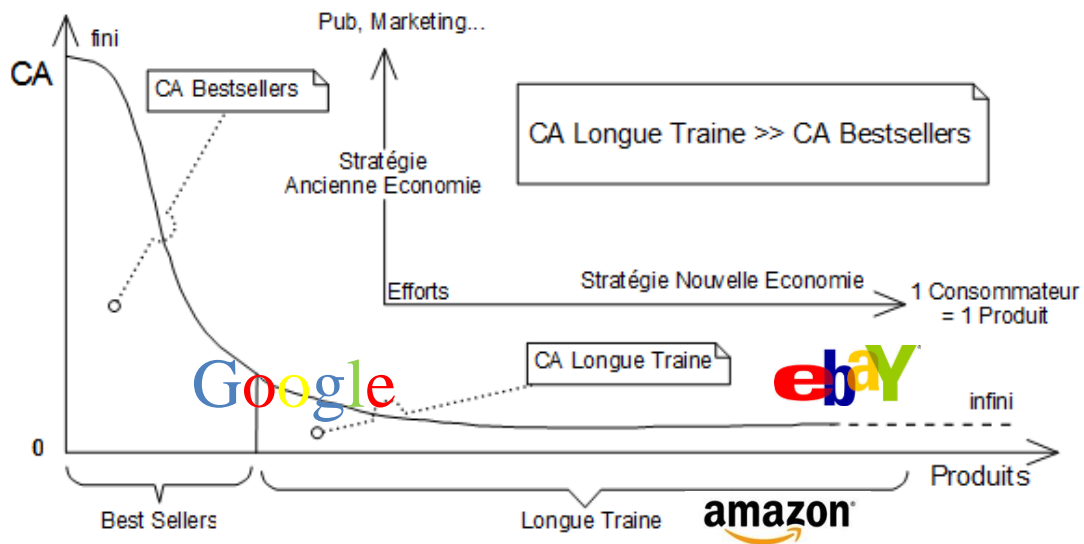 Pub, Marketing...
fini
CA
CA Bestsellers
CA Longue Traine >> CA Bestsellers
Stratégie
Ancienne Economie
Efforts
Stratégie Nouvelle Economie
1 Consommateur
= 1 Produit
CA Longue Traine
Google
ebaY
infini
0
Produits
Best Sellers
Longue Traine
amazon